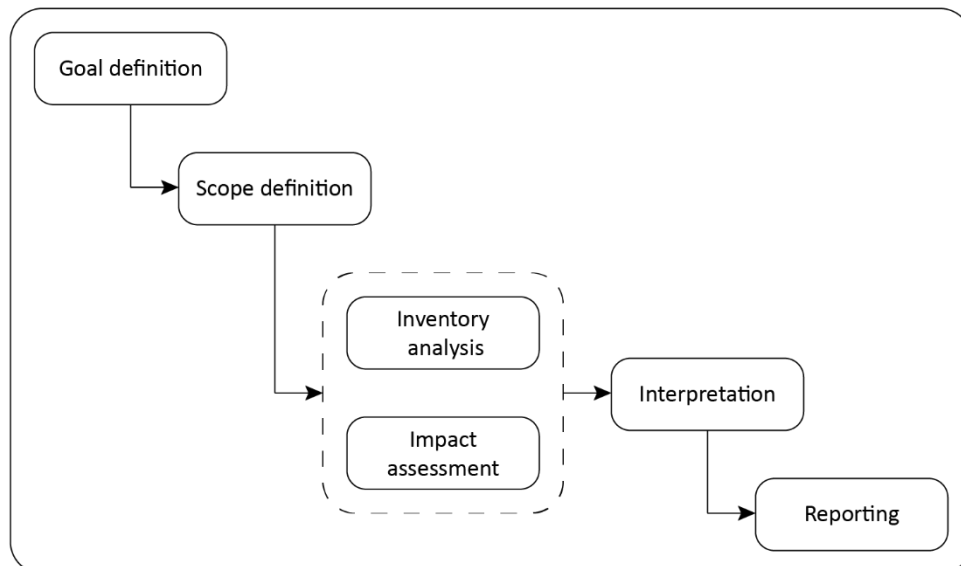 Goal definition
Scope definition
Inventory
analysis
Impact
assessment
Interpretation
Reporting